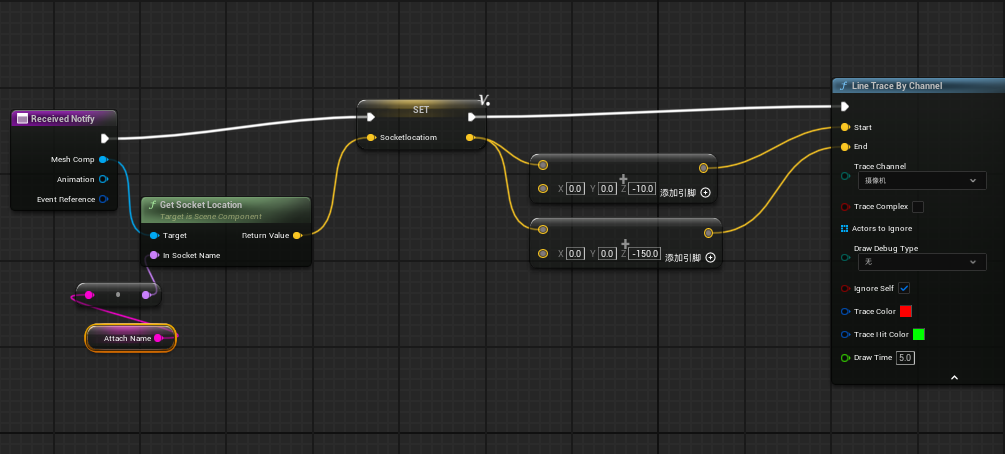 Received Notify
Mesh Comp
Animation
Event Reference
f Get Socket Location
Target is Scene Component
Target
Return Value
In Socket Name
Attach Name
SET
V.
Socketlocatiom
X 0.0 Y 0.0 Z -10.0 添加引脚
X 0.0 Y 0.0 Z -150.0 添加引脚
f Line Trace By Channel
Start
End
Trace Channel
摄像机
Trace Complex
Actors to Ignore
Draw Debug Type
无
Ignore Self
Trace Color
Trace Hit Color
Draw Time 5.0